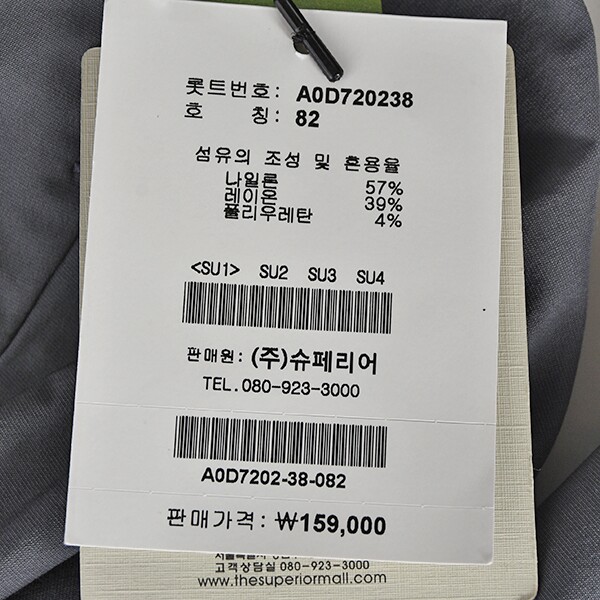 롯트번호: A0D720238
호 칭: 82
섬유의 조성 및 혼용율
나일론 57%
레이온 39%
폴리우레탄 4%
<SU1> SU2 SU3 SU4
판매원: (주)슈페리어
TEL.080-923-3000
A0D7202-38-082
판매가격: ₩159,000
고객상담실 080-923-3000
www.thesuperiormall.com